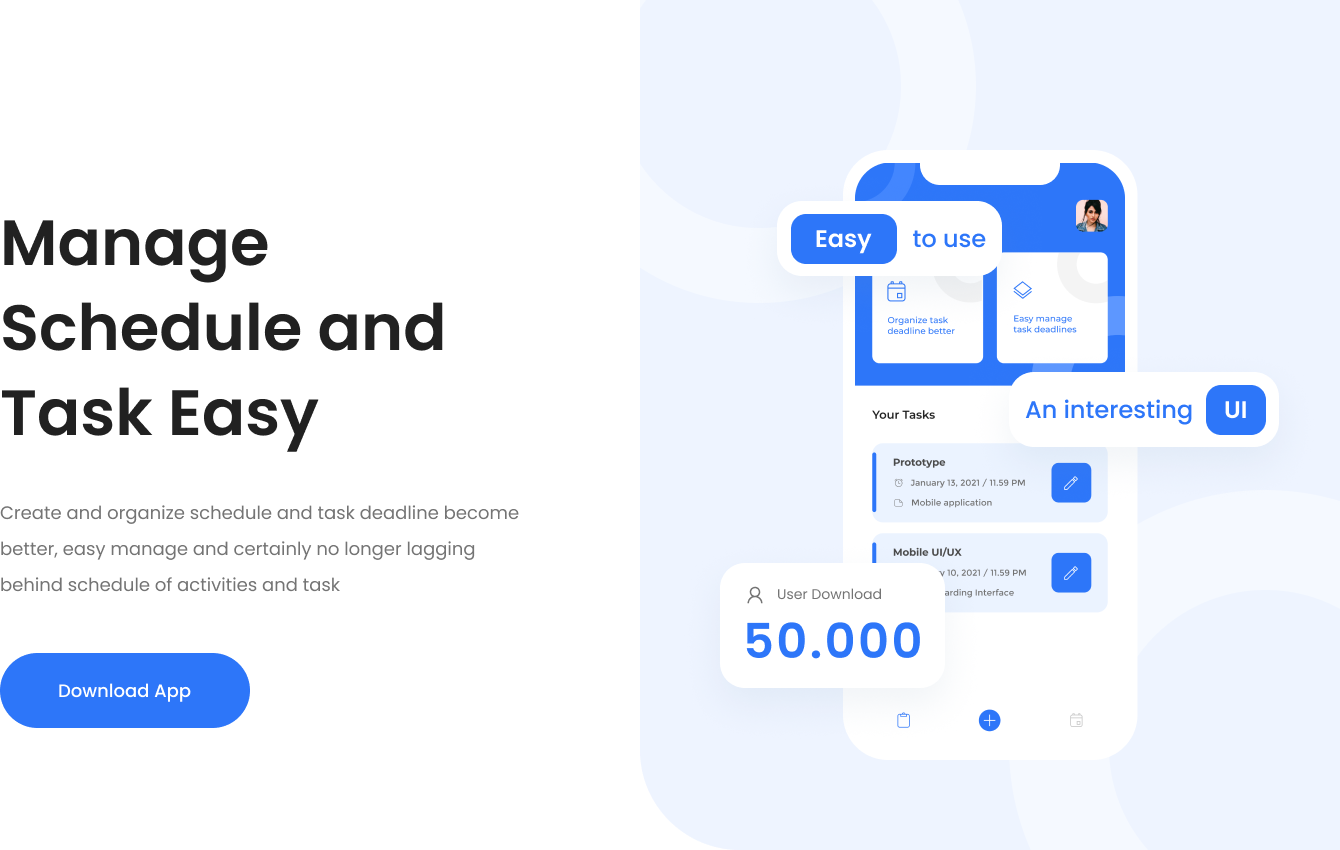 Manage
Schedule and
Task Easy
Create and organize schedule and task deadline become
better, easy manage and certainly no longer lagging
behind schedule of activities and task
Download App
Easy to use
Organize task
deadline better
Easy manage
task deadlines
An interesting UI
Your Tasks
Prototype
January 13, 2021 / 11.59 PM
Mobile application
Mobile UI/UX
10, 2021 / 11.59 PM
Interface
User Download
50.000